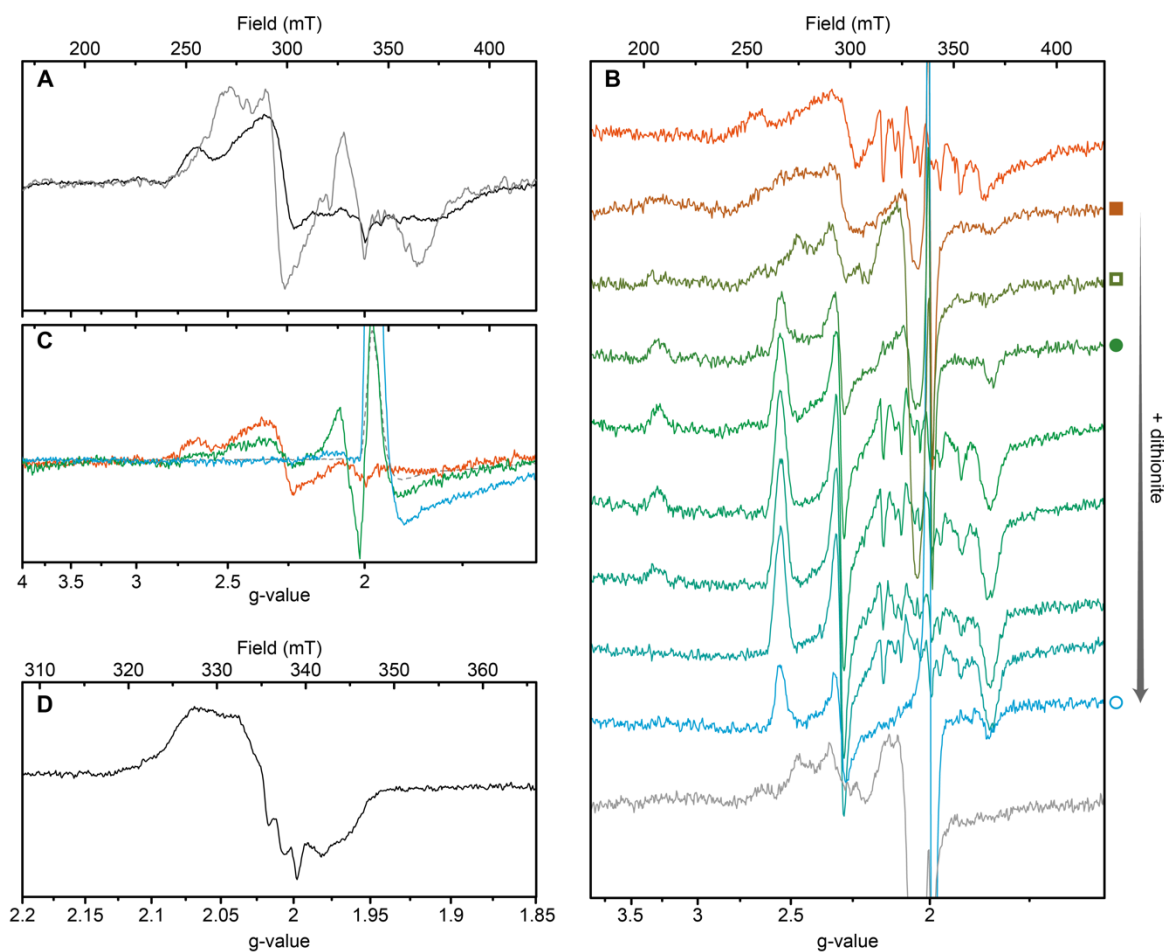 Field (mT)
200 250 300 350 400
A
Field (mT)
200 250 300 350 400
B
C
4 3.5 3 2.5 2
g-value
Field (mT)
310 320 330 340 350 360
D
2.2 2.15 2.1 2.05 2 1.95 1.9 1.85
g-value
3.5 3 2.5 2
g-value
+ dithionite